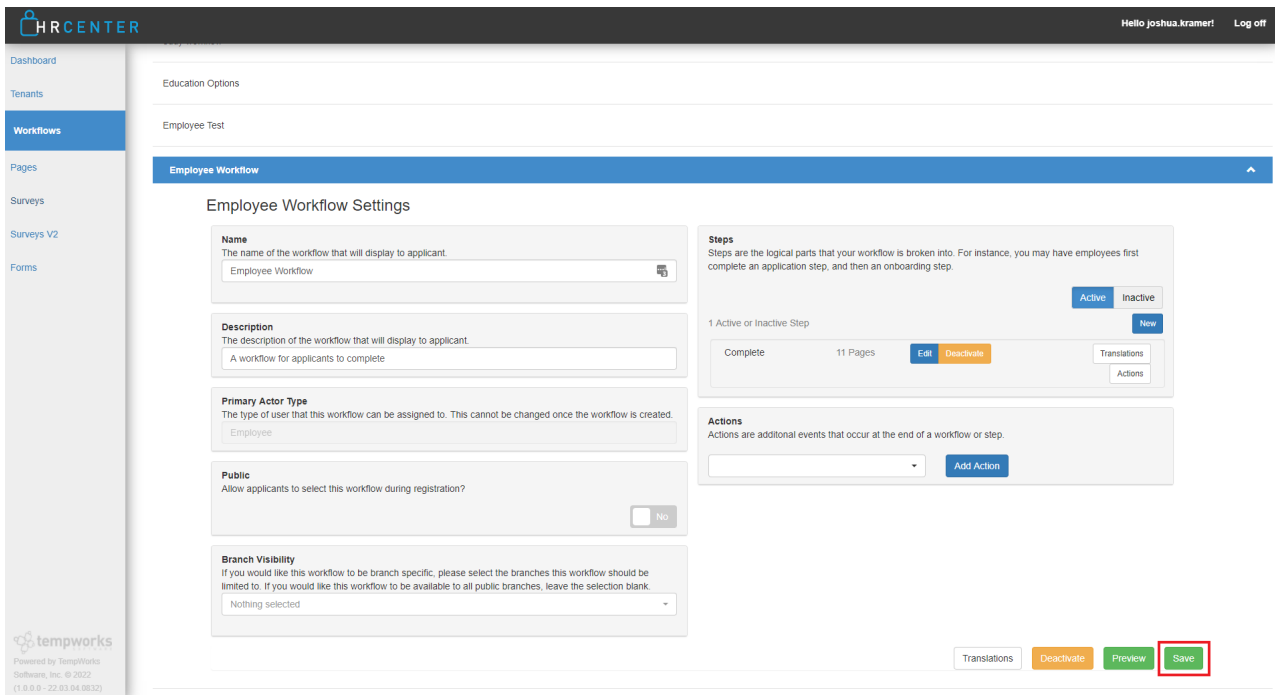 HRCENTER
Hello joshua.kramer!
Log off
Dashboard
Tenants
Workflows
Pages
Surveys
Surveys V2
Forms
Education Options
Employee Test
Employee Workflow
Employee Workflow Settings
Name
The name of the workflow that will display to applicant.
Employee Workflow
Description
The description of the workflow that will display to applicant.
A workflow for applicants to complete
Primary Actor Type
The type of user that this workflow can be assigned to. This cannot be changed once the workflow is created.
Employee
Public
Allow applicants to select this workflow during registration?
No
Branch Visibility
If you would like this workflow to be branch specific, please select the branches this workflow should be
limited to. If you would like this workflow to be available to all public branches, leave the selection blank.
Nothing selected
Steps
Steps are the logical parts that your workflow is broken into. For instance, you may have employees first
complete an application step, and then an onboarding step.
Active Inactive
1 Active or Inactive Step
New
Complete 11 Pages Edit Deactivate Translations
Actions
Actions
Actions are additonal events that occur at the end of a workflow or step.
Add Action
Translations Deactivate Preview Save
tempworks
SOFTWARE
Powered by TempWorks
Software, Inc. © 2022
(1.0.0.0 - 22.03.04.0832)